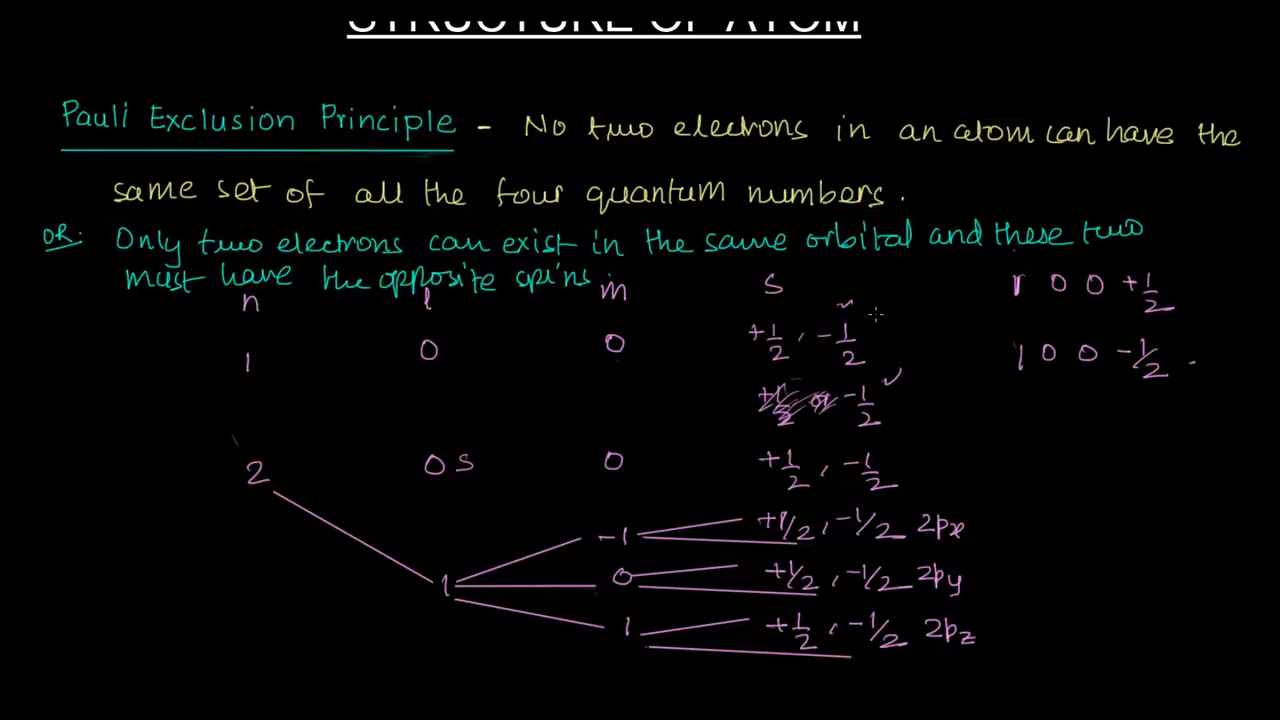 STRUCTURE OF ATOM
Pauli Exclusion Principle - No two electrons in an atom can have the
same set of all the four quantum numbers.
OR: Only two electrons can exist in the same orbital and these two
must have the opposite spins.
n l m s 1 0 0 +1/2
1 0 0 +1/2, -1/2 1 0 0 -1/2
-1/2
2 0 s 0 +1/2, -1/2
-1 +1/2, -1/2 2px
1 0 +1/2, -1/2 2py
1 +1/2, -1/2 2pz